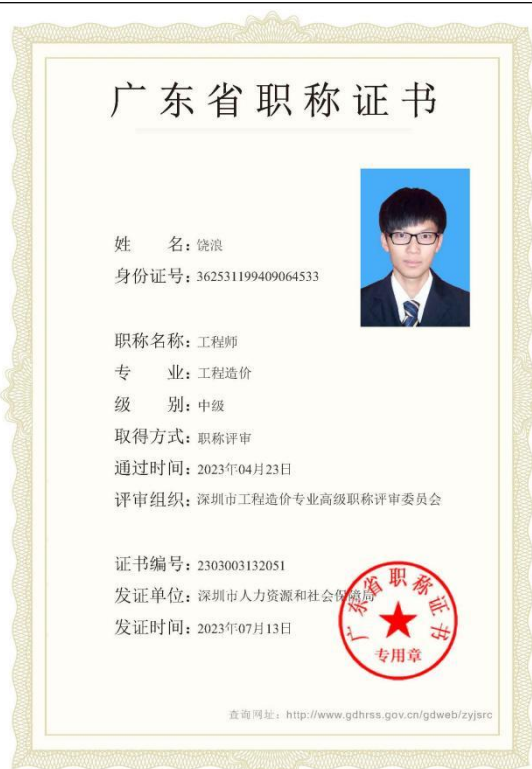 广东省职称证书
姓 名：饶浪
身份证号：362531199409064533
职称名称：工程师
专 业：工程造价
级 别：中级
取得方式：职称评审
通过时间：2023年04月23日
评审组织：深圳市工程造价专业高级职称评审委员会
证书编号：2303003132051
发证单位：深圳市人力资源和社会保障局
发证时间：2023年07月13日
广东省职称证书
专用章
查询网址：http://www.gdhrss.gov.cn/gdweb/zyjsrc